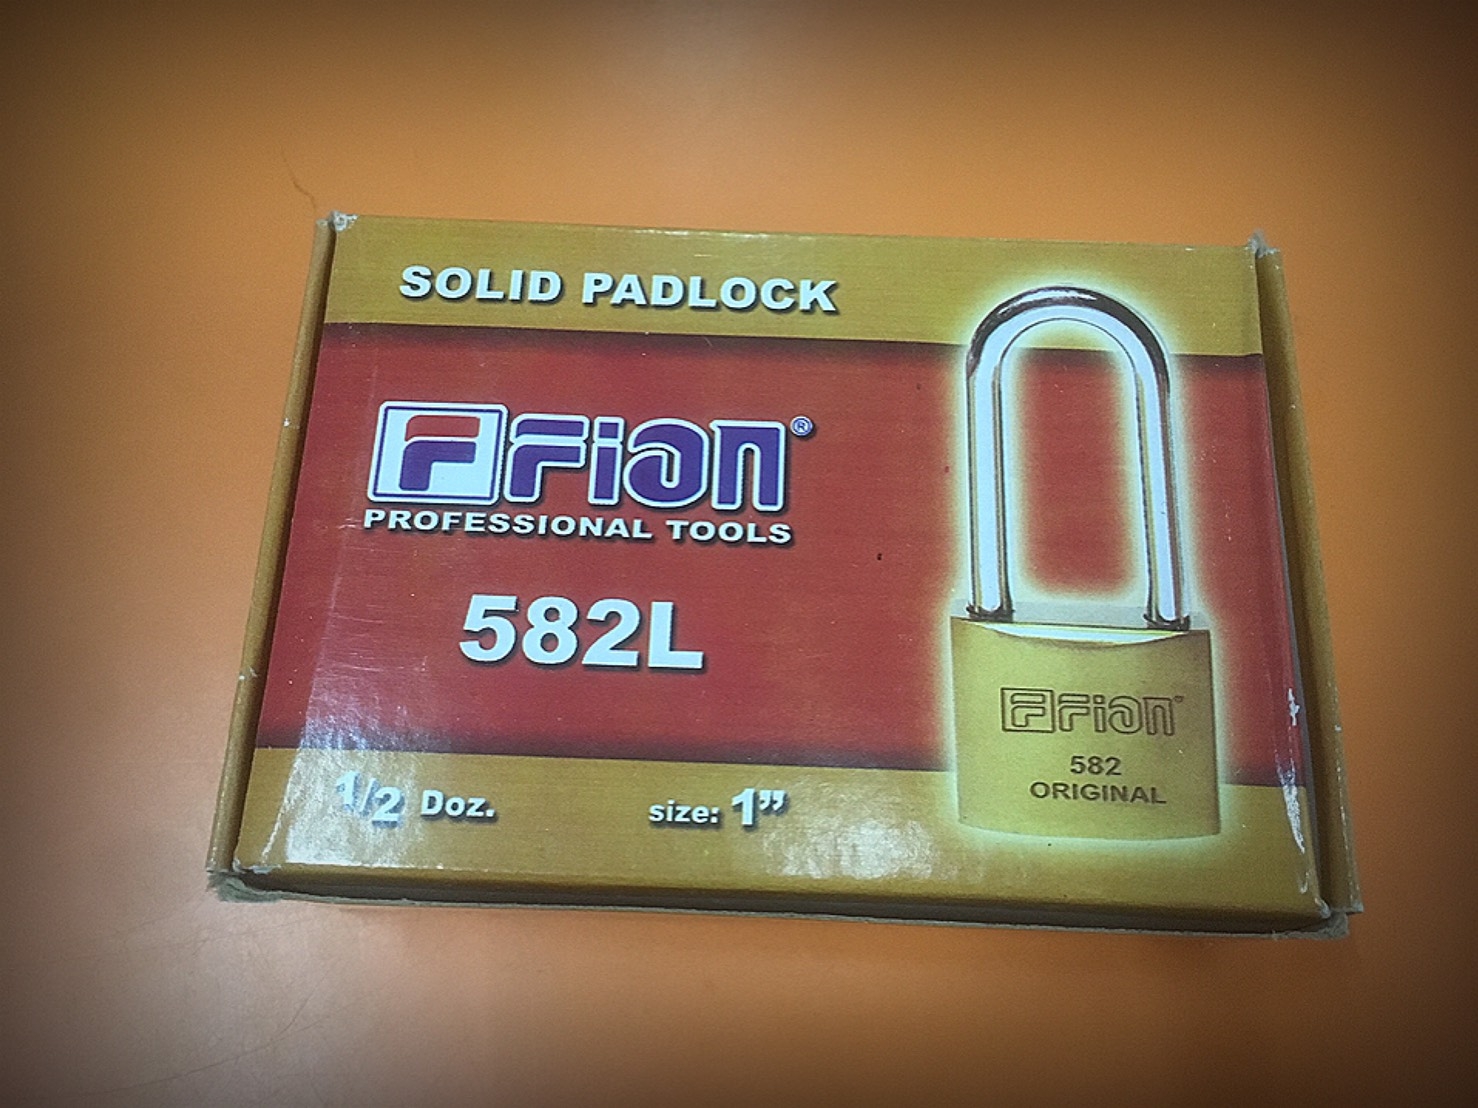 SOLID PADLOCK
F Fion®
PROFESSIONAL TOOLS
582L
1/2 Doz.
size: 1”
F Fion
582
ORIGINAL